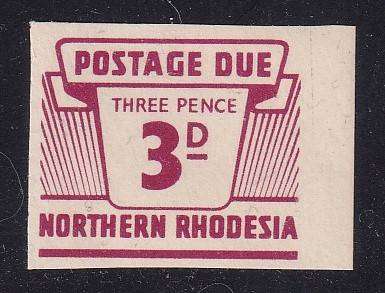 POSTAGE DUE
THREE PENCE
3D
NORTHERN RHODESIA